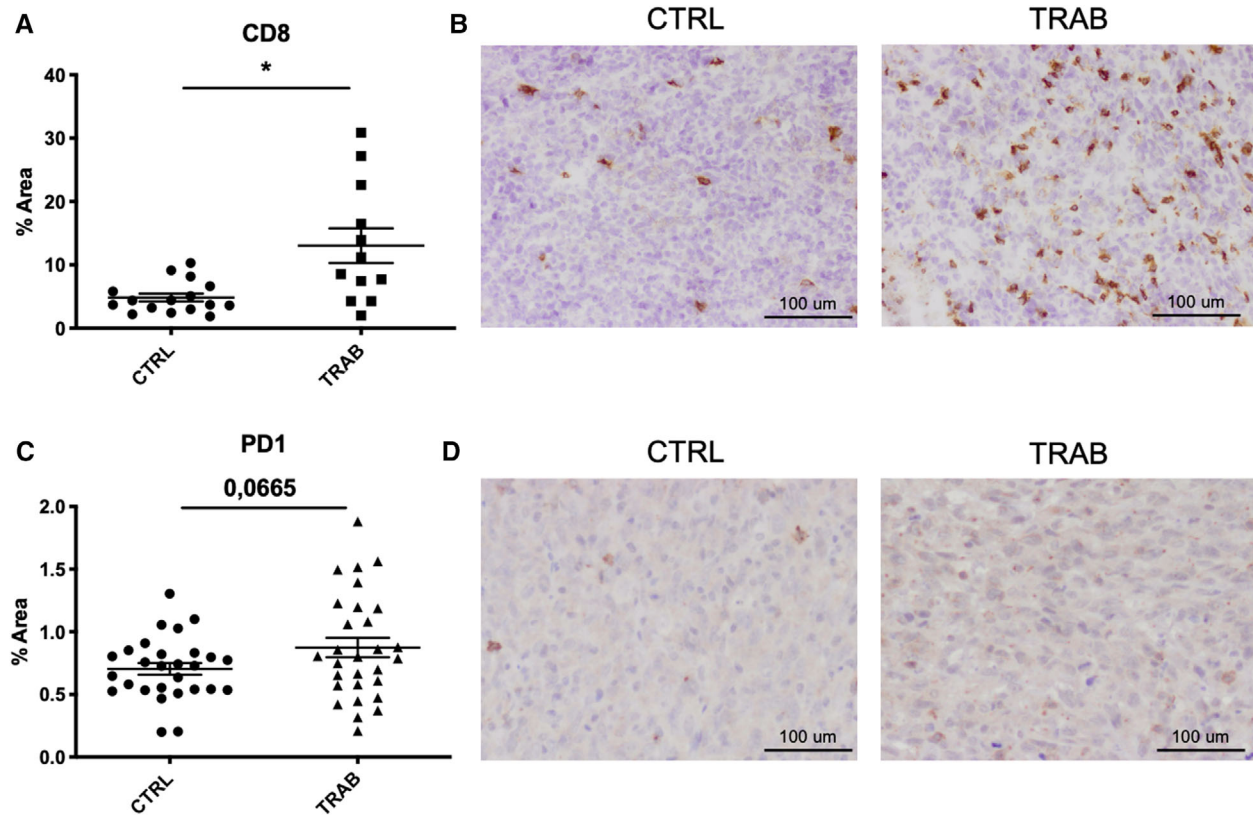 A
CD8
*
% Area
40
30
20
10
0
CTRL
TRAB
B
CTRL
TRAB
100 um
100 um
C
PD1
0,0665
% Area
2.0
1.5
1.0
0.5
0.0
CTRL
TRAB
D
CTRL
TRAB
100 um
100 um